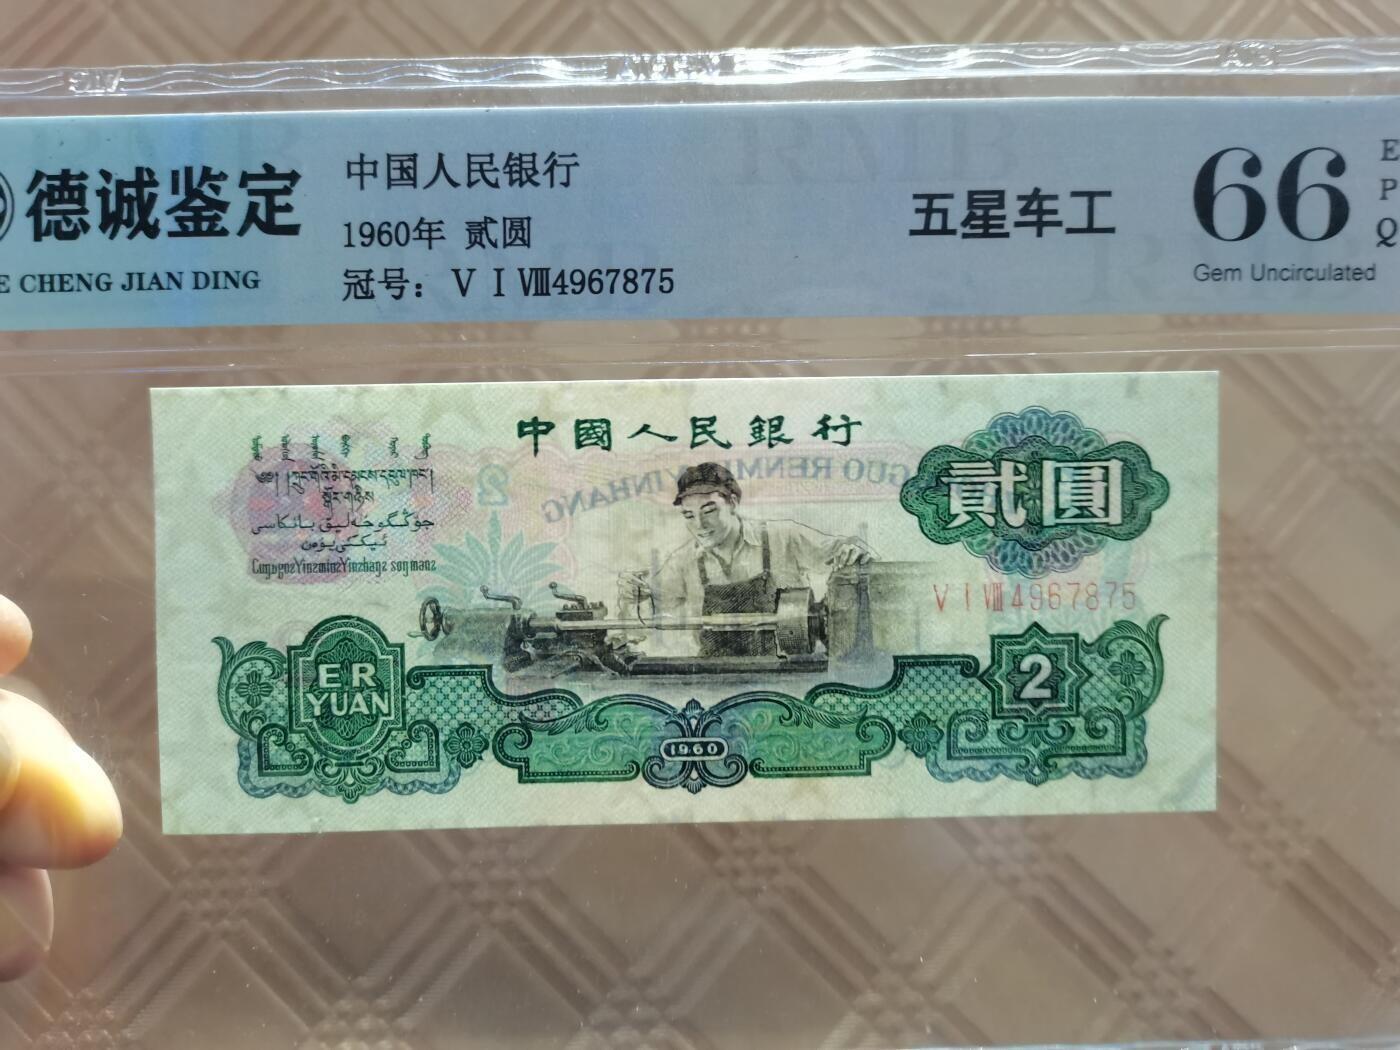 德诚鉴定
E CHENG JIAN DING
中国人民银行
1960年 贰圆
冠号：V I Ⅷ4967875
五星车工
66
E
P
Q
Gem Uncirculated
中國人民銀行
貳圓
V I Ⅷ4967875
ER
YUAN
2
1960